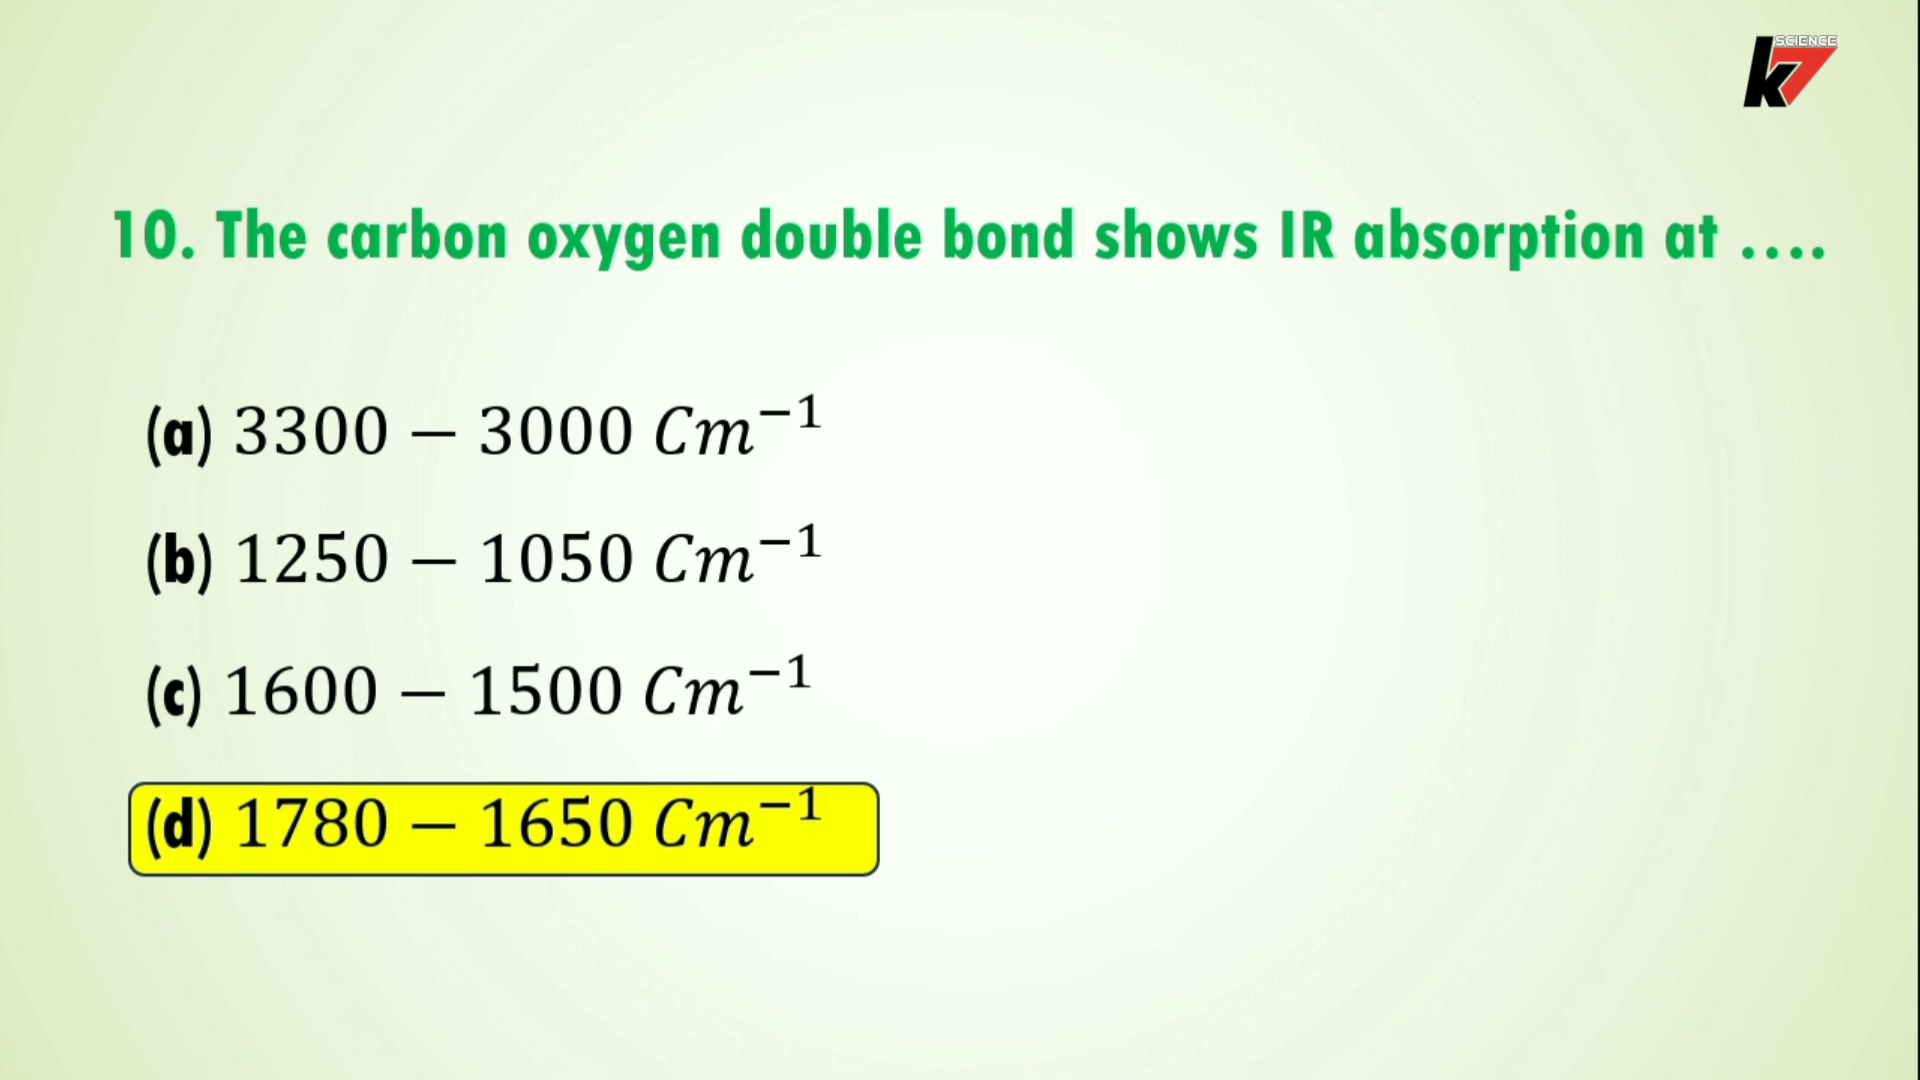 SCIENCE
k7
10. The carbon oxygen double bond shows IR absorption at ....
(a) 3300 − 3000 Cm⁻¹
(b) 1250 − 1050 Cm⁻¹
(c) 1600 − 1500 Cm⁻¹
(d) 1780 − 1650 Cm⁻¹